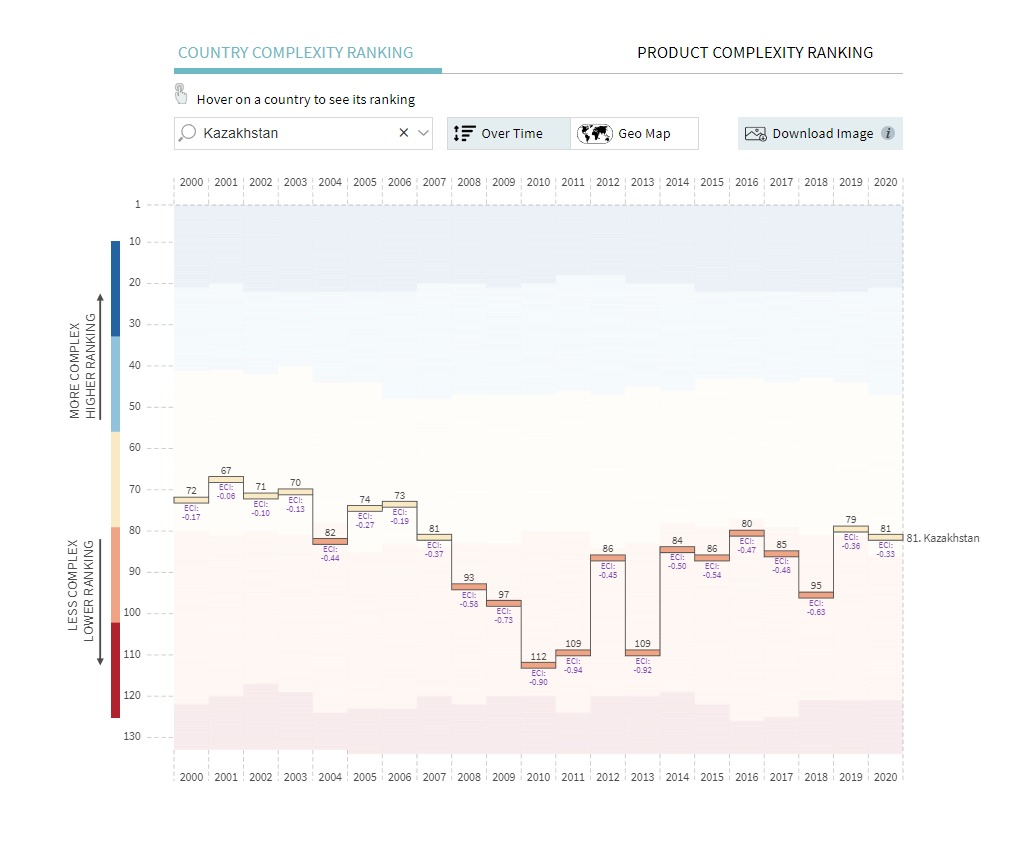 COUNTRY COMPLEXITY RANKING
PRODUCT COMPLEXITY RANKING
Hover on a country to see its ranking
Kazakhstan
Over Time
Geo Map
Download Image i
2000 2001 2002 2003 2004 2005 2006 2007 2008 2009 2010 2011 2012 2013 2014 2015 2016 2017 2018 2019 2020
1
10
20
30
40
50
60
70
80
90
100
110
120
130
MORE COMPLEX
HIGHER RANKING
LESS COMPLEX
LOWER RANKING
72
ECI:
-0.17
67
ECI:
-0.06
71
ECI:
-0.10
70
ECI:
-0.13
82
ECI:
-0.44
74
ECI:
-0.27
73
ECI:
-0.19
81
ECI:
-0.37
93
ECI:
-0.58
97
ECI:
-0.73
112
ECI:
-0.90
109
ECI:
-0.94
86
ECI:
-0.45
109
ECI:
-0.92
84
ECI:
-0.50
86
ECI:
-0.54
80
ECI:
-0.47
85
ECI:
-0.48
95
ECI:
-0.63
79
ECI:
-0.36
81
ECI:
-0.33
81. Kazakhstan
2000 2001 2002 2003 2004 2005 2006 2007 2008 2009 2010 2011 2012 2013 2014 2015 2016 2017 2018 2019 2020